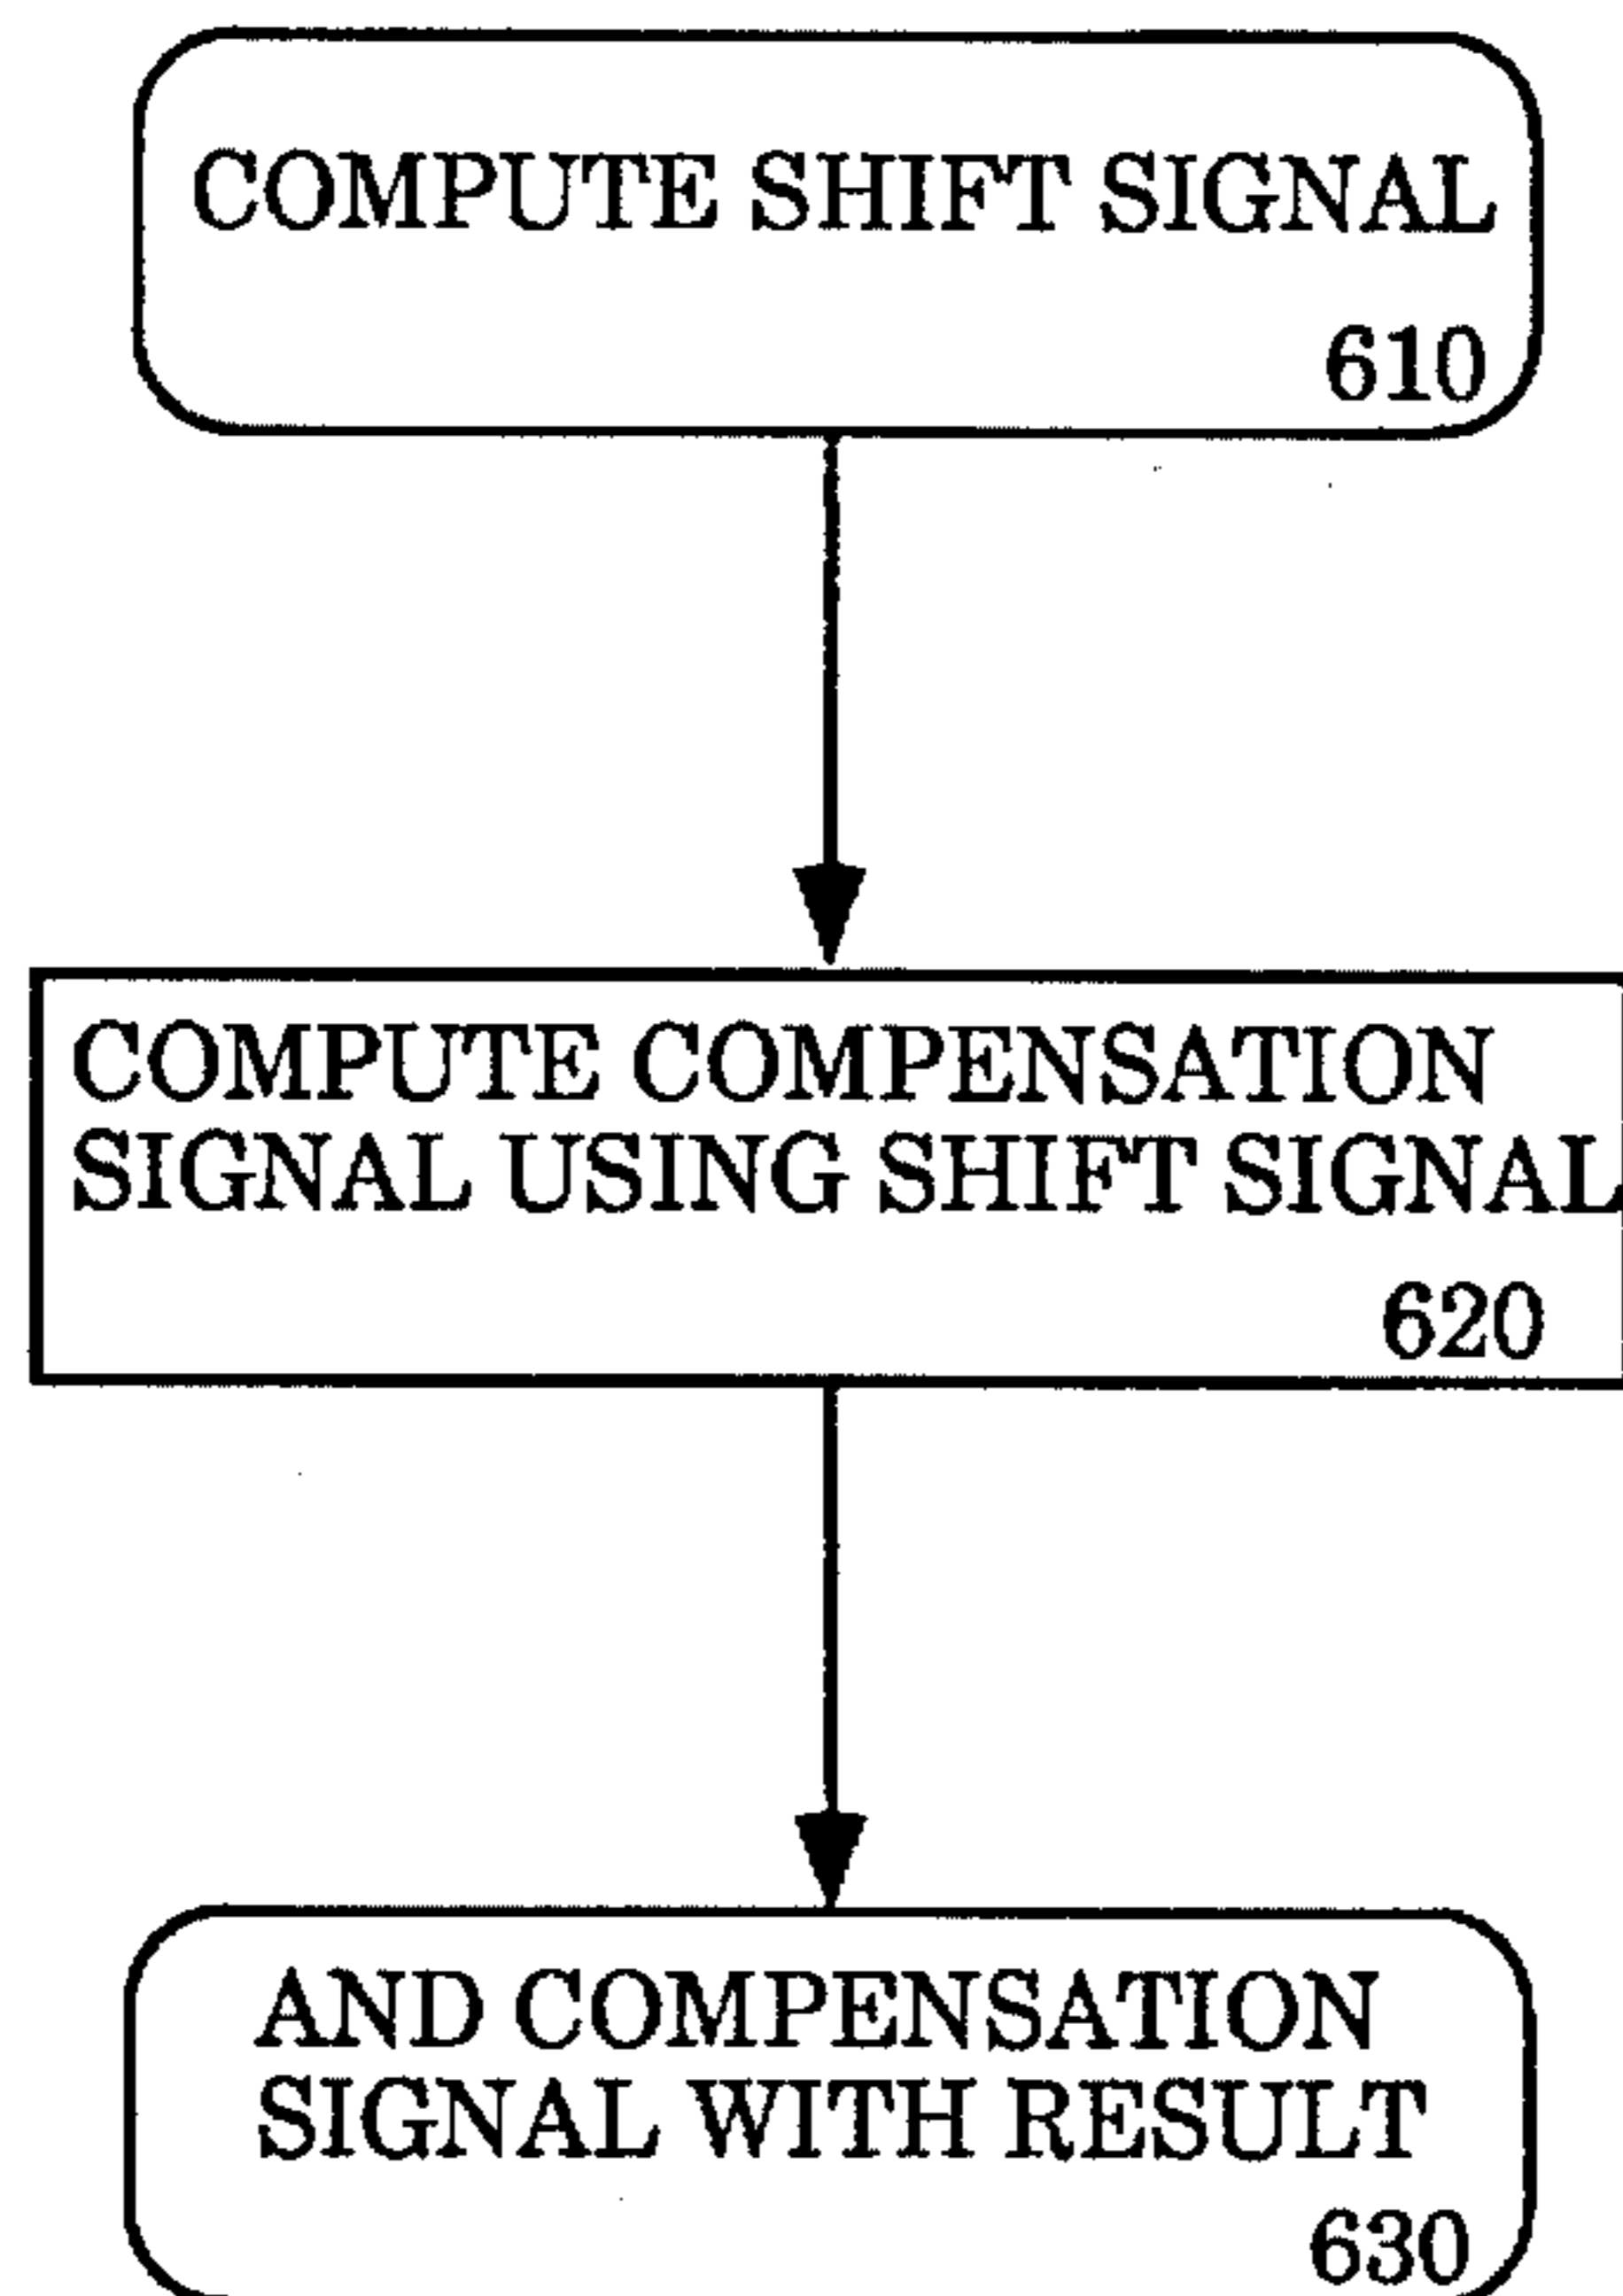 COMPUTE SHIFT SIGNAL
610
COMPUTE COMPENSATION
SIGNAL USING SHIFT SIGNAL
620
AND COMPENSATION
SIGNAL WITH RESULT
630